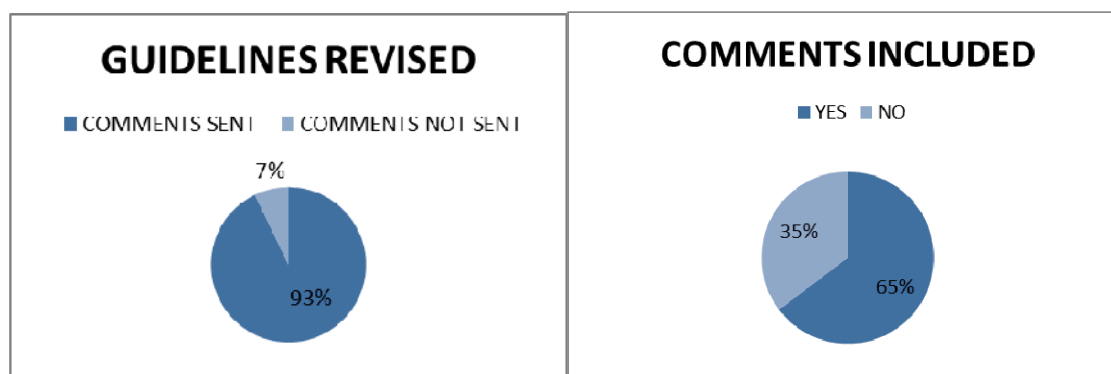 GUIDELINES REVISED
COMMENTS SENT COMMENTS NOT SENT
7%
93%
COMMENTS INCLUDED
YES NO
35%
65%